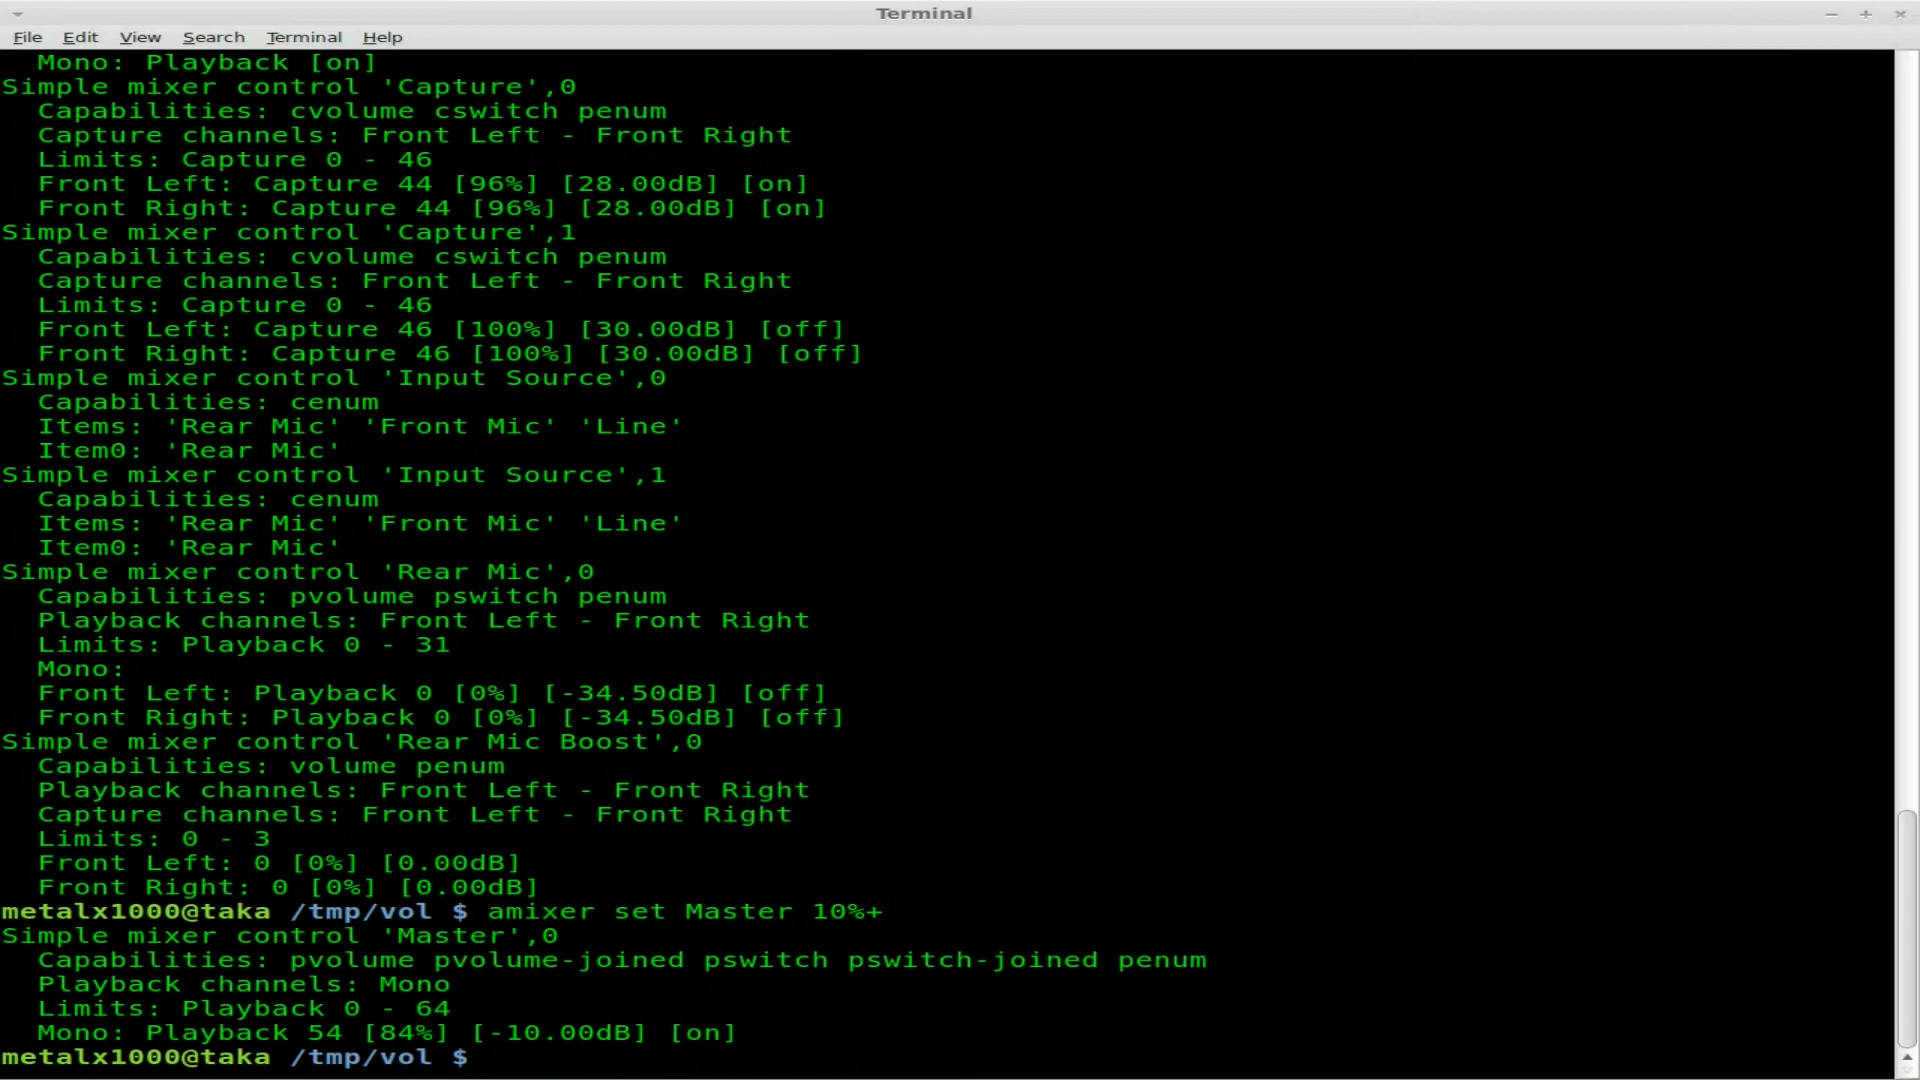 Terminal
File Edit View Search Terminal Help
Mono: Playback [on]
Simple mixer control 'Capture',0
Capabilities: cvolume cswitch penum
Capture channels: Front Left - Front Right
Limits: Capture 0 - 46
Front Left: Capture 44 [96%] [28.00dB] [on]
Front Right: Capture 44 [96%] [28.00dB] [on]
Simple mixer control 'Capture',1
Capabilities: cvolume cswitch penum
Capture channels: Front Left - Front Right
Limits: Capture 0 - 46
Front Left: Capture 46 [100%] [30.00dB] [off]
Front Right: Capture 46 [100%] [30.00dB] [off]
Simple mixer control 'Input Source',0
Capabilities: cenum
Items: 'Rear Mic' 'Front Mic' 'Line'
Item0: 'Rear Mic'
Simple mixer control 'Input Source',1
Capabilities: cenum
Items: 'Rear Mic' 'Front Mic' 'Line'
Item0: 'Rear Mic'
Simple mixer control 'Rear Mic',0
Capabilities: pvolume pswitch penum
Playback channels: Front Left - Front Right
Limits: Playback 0 - 31
Mono:
Front Left: Playback 0 [0%] [-34.50dB] [off]
Front Right: Playback 0 [0%] [-34.50dB] [off]
Simple mixer control 'Rear Mic Boost',0
Capabilities: volume penum
Playback channels: Front Left - Front Right
Capture channels: Front Left - Front Right
Limits: 0 - 3
Front Left: 0 [0%] [0.00dB]
Front Right: 0 [0%] [0.00dB]
metalx1000@taka /tmp/vol $ amixer set Master 10%+
Simple mixer control 'Master',0
Capabilities: pvolume pvolume-joined pswitch pswitch-joined penum
Playback channels: Mono
Limits: Playback 0 - 64
Mono: Playback 54 [84%] [-10.00dB] [on]
metalx1000@taka /tmp/vol $